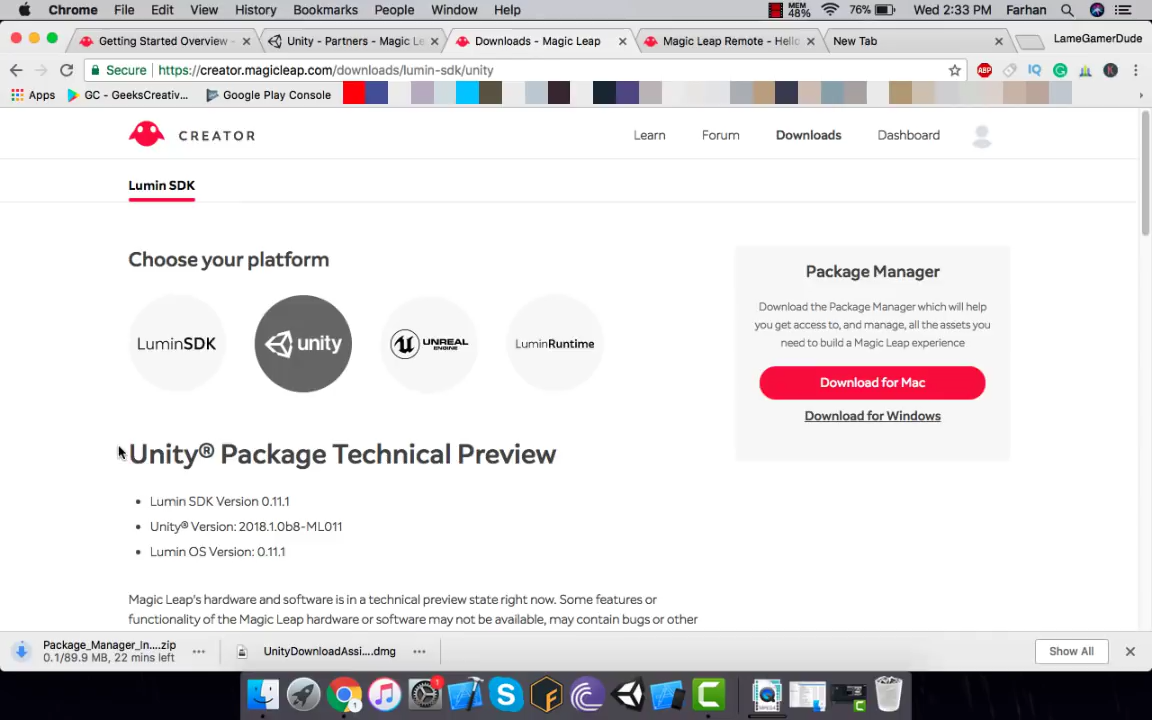 Chrome File Edit View History Bookmarks People Window Help MEM 48% 76% Wed 2:33 PM Farhan
Getting Started Overview - Unity - Partners - Magic Le Downloads - Magic Leap Magic Leap Remote - Hello New Tab LameGamerDude
Secure https://creator.magicleap.com/downloads/lumin-sdk/unity ABP IQ K
Apps GC - GeeksCreativ... Google Play Console
CREATOR Learn Forum Downloads Dashboard
Lumin SDK
Choose your platform
LuminSDK unity UNREAL ENGINE LuminRuntime
Package Manager
Download the Package Manager which will help
you get access to, and manage, all the assets you
need to build a Magic Leap experience
Download for Mac
Download for Windows
Unity® Package Technical Preview
Lumin SDK Version 0.11.1
Unity® Version: 2018.1.0b8-ML011
Lumin OS Version: 0.11.1
Magic Leap's hardware and software is in a technical preview state right now. Some features or
functionality of the Magic Leap hardware or software may not be available, may contain bugs or other
Package_Manager_In....zip
0.1/89.9 MB, 22 mins left
UnityDownloadAssi....dmg
Show All
1